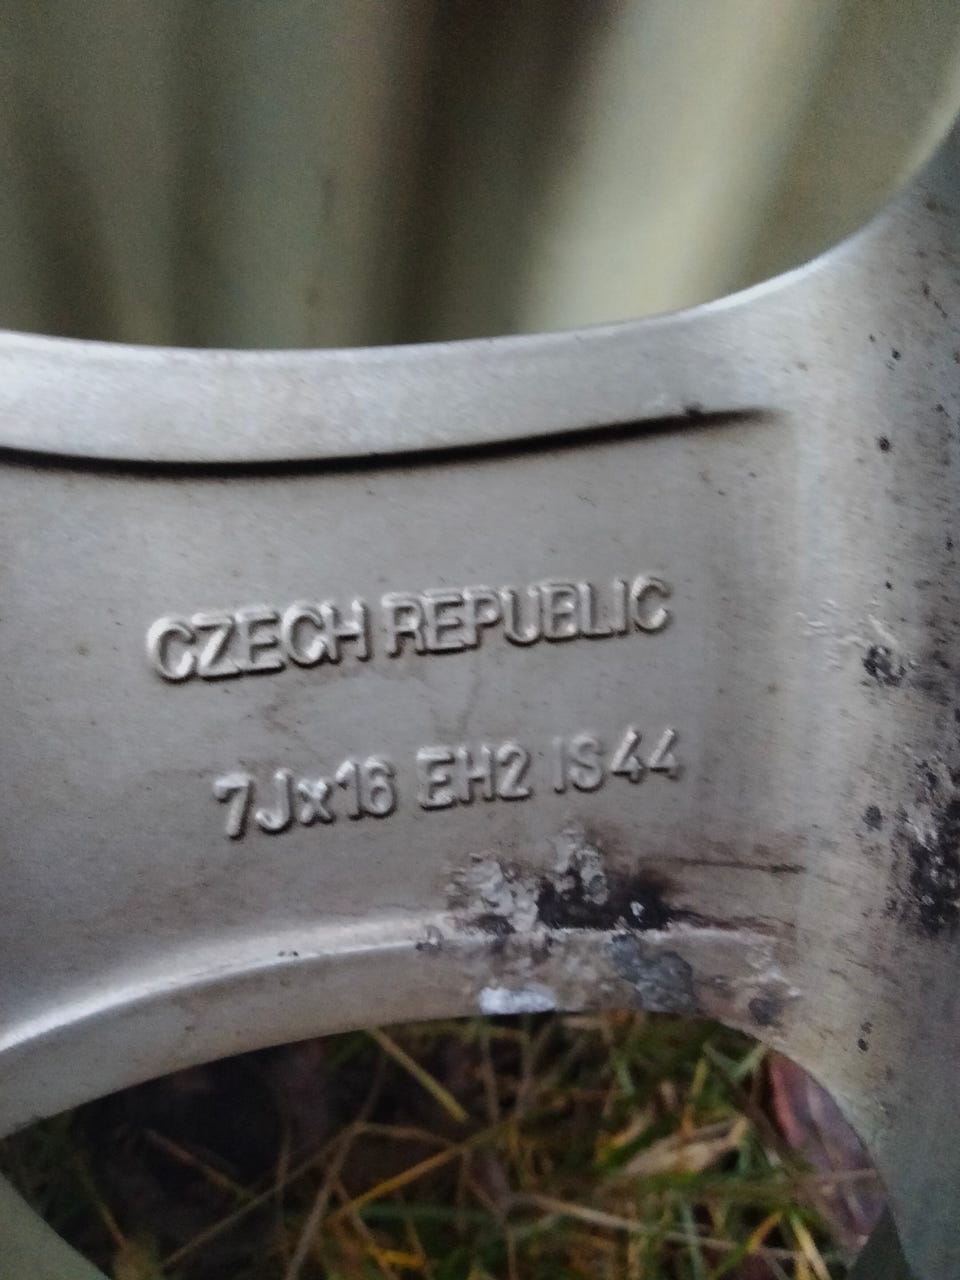 CZECH REPUBLIC
7Jx16 EH2 IS44